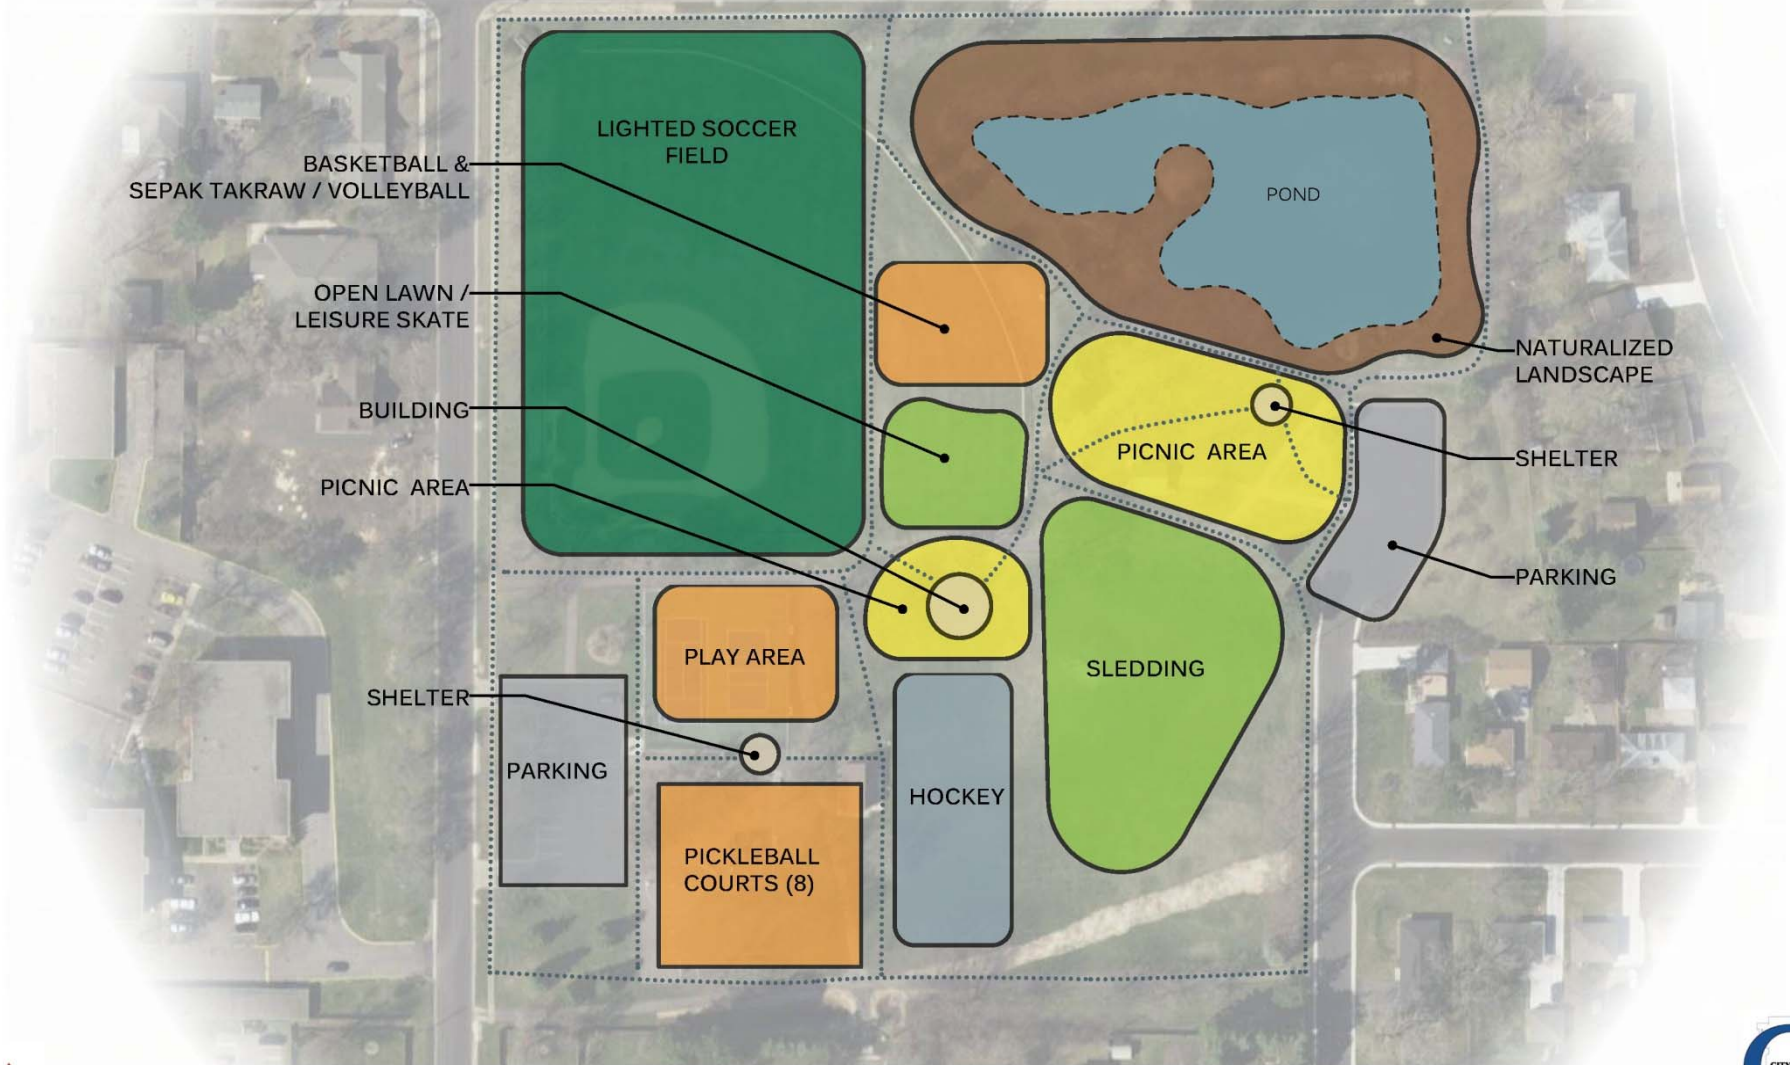 LIGHTED SOCCER
FIELD
BASKETBALL &
SEPAK TAKRAW / VOLLEYBALL
POND
OPEN LAWN /
LEISURE SKATE
NATURALIZED
LANDSCAPE
BUILDING
PICNIC AREA
SHELTER
PICNIC AREA
PARKING
PLAY AREA
SLEDDING
SHELTER
PARKING
HOCKEY
PICKLEBALL
COURTS (8)